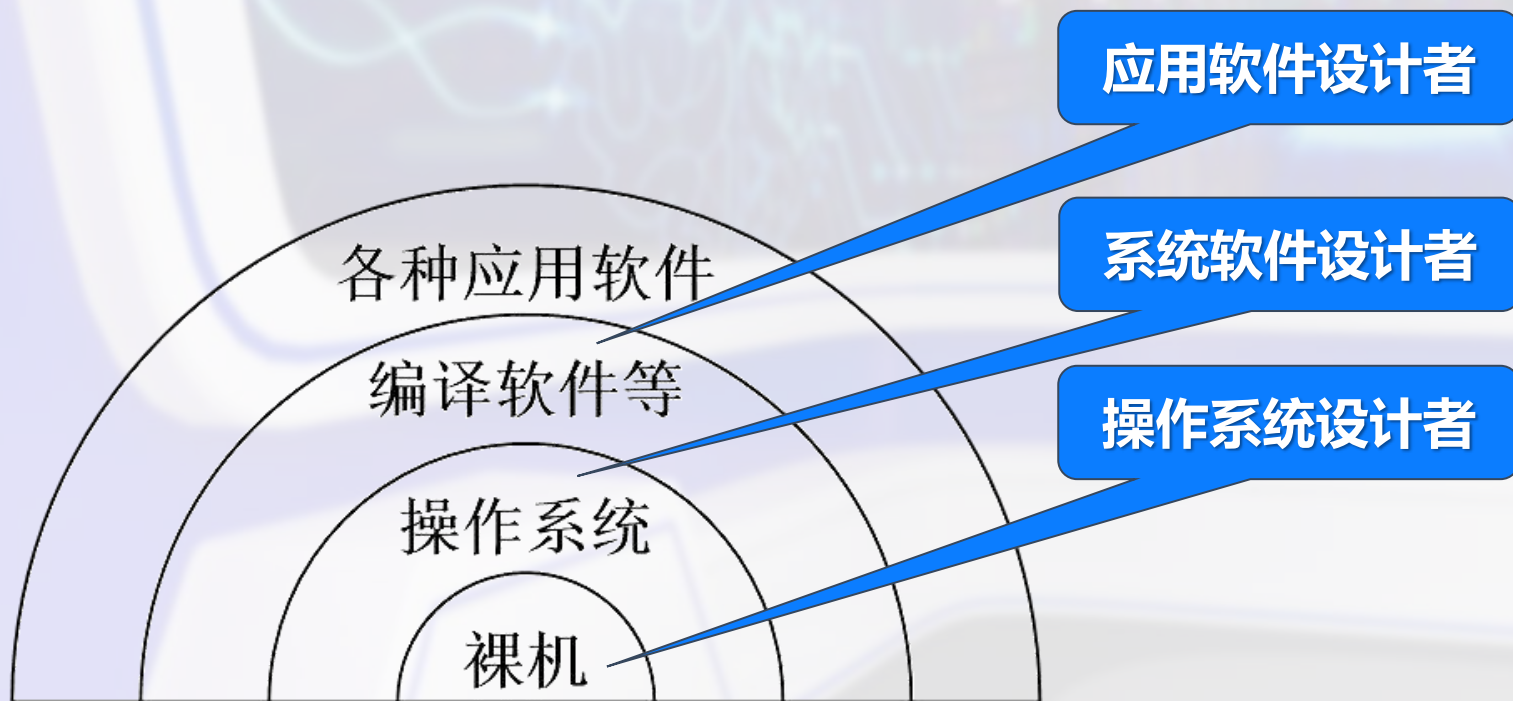 应用软件设计者
系统软件设计者
各种应用软件
编译软件等
操作系统设计者
操作系统
裸机